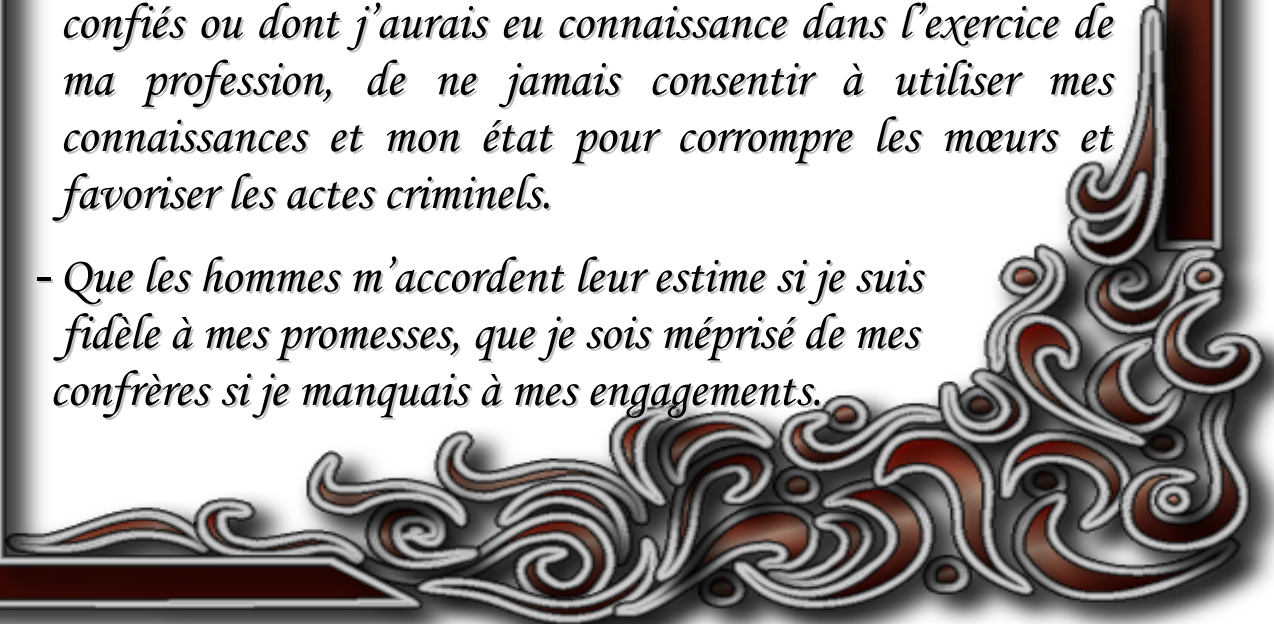 confiés ou dont j’aurais eu connaissance dans l’exercice de
ma profession, de ne jamais consentir à utiliser mes
connaissances et mon état pour corrompre les mœurs et
favoriser les actes criminels.
- Que les hommes m’accordent leur estime si je suis
fidèle à mes promesses, que je sois méprisé de mes
confrères si je manquais à mes engagements.